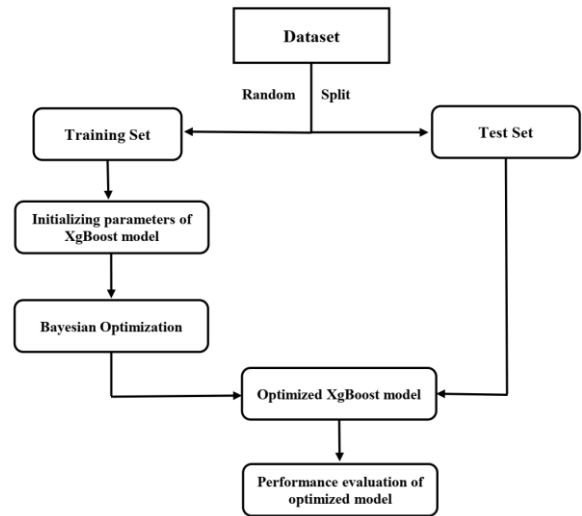 Dataset
Random Split
Training Set
Test Set
Initializing parameters of
XgBoost model
Bayesian Optimization
Optimized XgBoost model
Performance evaluation of
optimized model